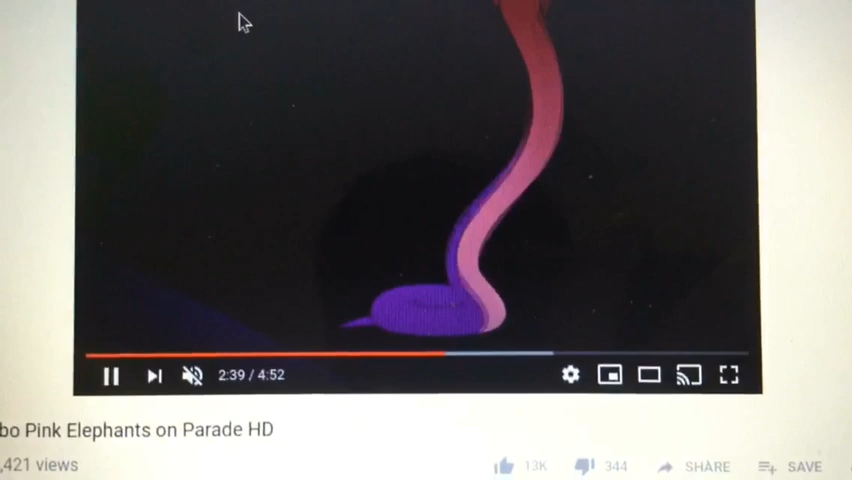 2:39 / 4:52
bo Pink Elephants on Parade HD
,421 views 13K 344 SHARE SAVE